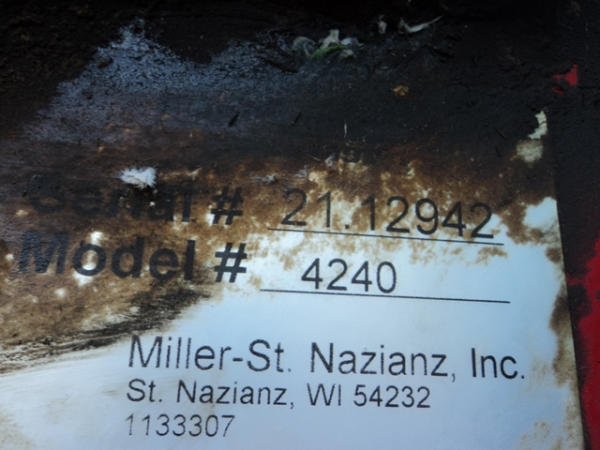 Serial # 21.12942
Model # 4240
Miller-St. Nazianz, Inc.
St. Nazianz, WI 54232
1133307